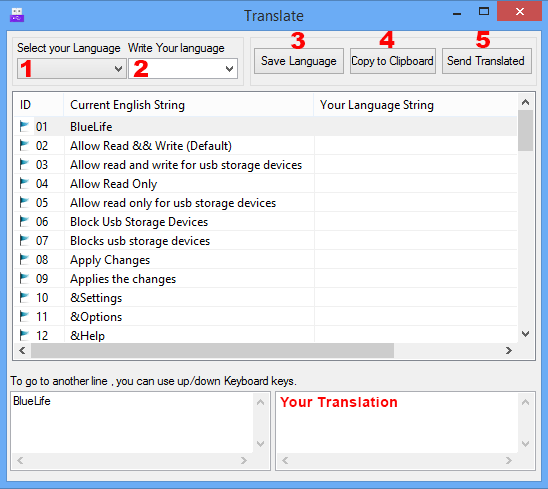 Translate
Select your Language Write Your language
1 2
3 4 5
Save Language Copy to Clipboard Send Translated
ID Current English String Your Language String
01 BlueLife
02 Allow Read && Write (Default)
03 Allow read and write for usb storage devices
04 Allow Read Only
05 Allow read only for usb storage devices
06 Block Usb Storage Devices
07 Blocks usb storage devices
08 Apply Changes
09 Applies the changes
10 &Settings
11 &Options
12 &Help
To go to another line , you can use up/down Keyboard keys.
BlueLife
Your Translation